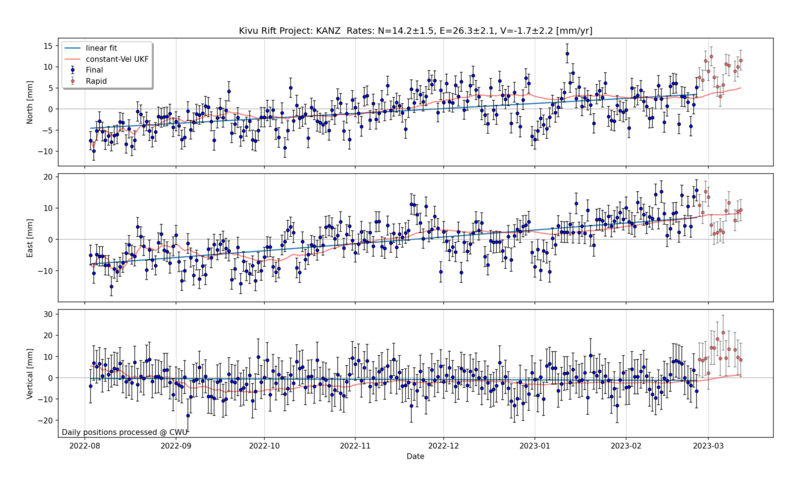 Kivu Rift Project: KANZ Rates: N=14.2±1.5, E=26.3±2.1, V=-1.7±2.2 [mm/yr]
linear fit
constant-Vel UKF
Final
Rapid
North [mm]
15
10
5
0
−5
−10
East [mm]
20
10
0
−10
Vertical [mm]
30
20
10
0
−10
−20
Daily positions processed @ CWU
2022-08
2022-09
2022-10
2022-11
2022-12
2023-01
2023-02
2023-03
Date